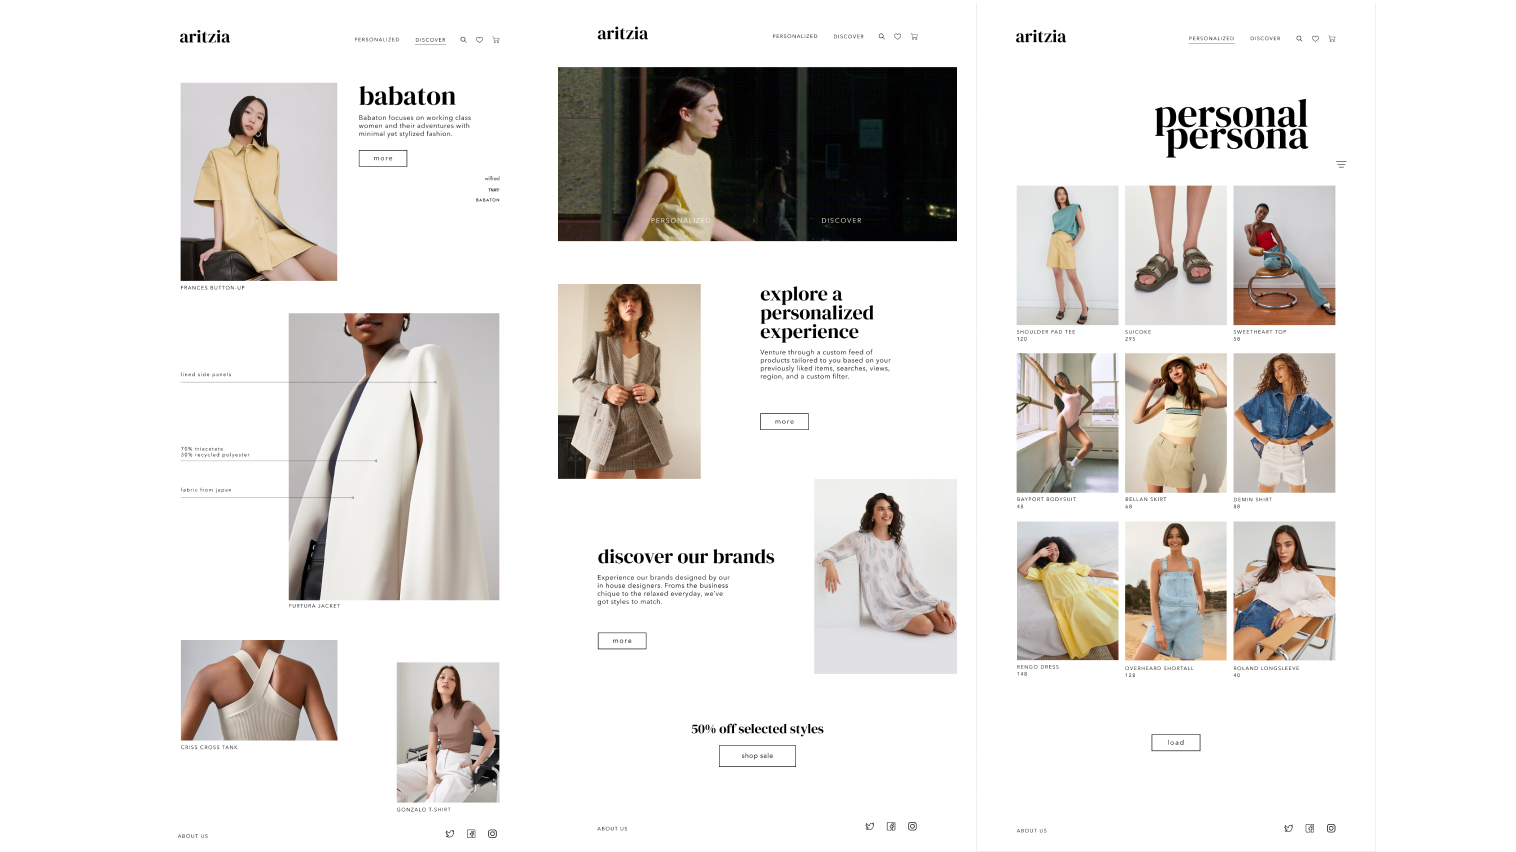 aritzia
PERSONALIZED
DISCOVER
babaton
Babaton focuses on working class
women and their adventures with
minimal yet stylized fashion.
more
wilfred
TNAY
BABATON
FRANCES BUTTON-UP
lined side panels
70% triacetate
30% recycled polyester
fabric from japan
FURTURA JACKET
CRISS CROSS TANK
GONZALO T-SHIRT
ABOUT US
aritzia
PERSONALIZED
DISCOVER
PERSONALIZED
DISCOVER
explore a
personalized
experience
Venture through a custom feed of
products tailored to you based on your
previously liked items, searches, views,
region, and a custom filter.
more
discover our brands
Experience our brands designed by our
in house designers. Froms the business
chique to the relaxed everyday, we've
got styles to match.
more
50% off selected styles
shop sale
ABOUT US
aritzia
PERSONALIZED
DISCOVER
personal
persona
SHOULDER PAD TEE
120
SUICOKE
295
SWEETHEART TOP
58
BAYPORT BODYSUIT
48
BELLAN SKIRT
68
DEMIN SHIRT
88
RENGO DRESS
148
OVERHEARD SHORTALL
128
ROLAND LONGSLEEVE
40
load
ABOUT US